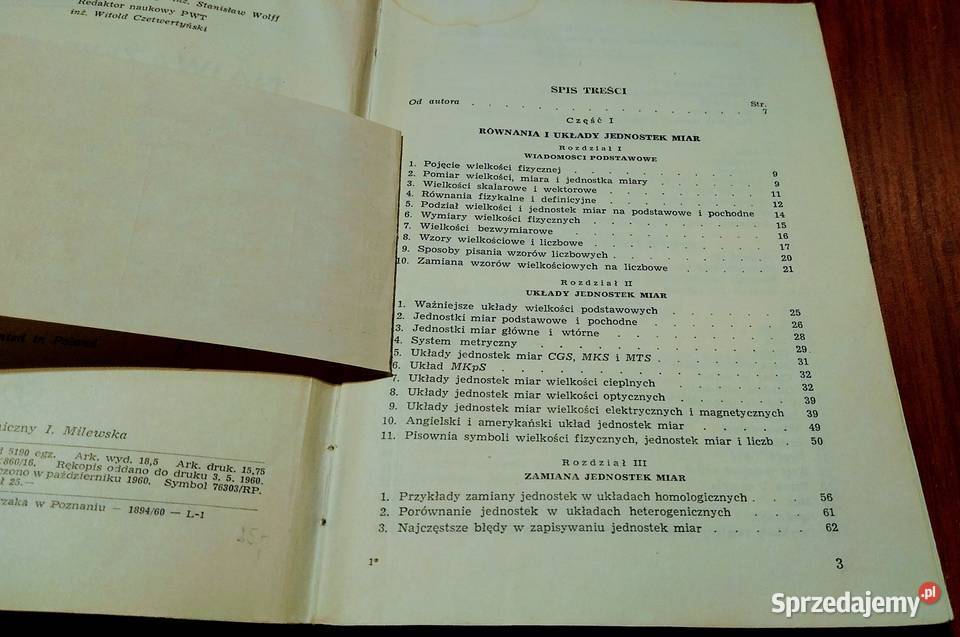 inż. Stanisław Wolff
Redaktor naukowy PWT
inż. Witold Czetwertyński
in Poland
niczny I. Milewska
5190 egz. Ark. wyd. 18,5 Ark. druk. 15,75
860/16. Rękopis oddano do druku 3. 5. 1960.
czono w październiku 1960. Symbol 76303/RP.
zł 25.—
rzaka w Poznaniu — 1894/60 — L-1
25,-
SPIS TREŚCI
Str.
Od autora . . . . . . . . . . . . . . 7
Część I
RÓWNANIA I UKŁADY JEDNOSTEK MIAR
Rozdział I
WIADOMOŚCI PODSTAWOWE
1. Pojęcie wielkości fizycznej . . . . . . . . 9
2. Pomiar wielkości, miara i jednostka miary . . . . . 9
3. Wielkości skalarowe i wektorowe . . . . . . . 11
4. Równania fizykalne i definicyjne . . . . . . . 12
5. Podział wielkości i jednostek miar na podstawowe i pochodne 14
6. Wymiary wielkości fizycznych . . . . . . . . 15
7. Wielkości bezwymiarowe . . . . . . . . 16
8. Wzory wielkościowe i liczbowe . . . . . . . 17
9. Sposoby pisania wzorów liczbowych . . . . . . . 20
10. Zamiana wzorów wielkościowych na liczbowe . . . . 21
Rozdział II
UKŁADY JEDNOSTEK MIAR
1. Ważniejsze układy wielkości podstawowych . . . . 25
2. Jednostki miar podstawowe i pochodne . . . . . 26
3. Jednostki miar główne i wtórne . . . . . . 28
4. System metryczny . . . . . . . . . 29
5. Układy jednostek miar CGS, MKS i MTS . . . . . 31
6. Układ MKpS . . . . . . . . . . . 32
7. Układy jednostek miar wielkości cieplnych . . . . 32
8. Układy jednostek miar wielkości optycznych . . . . 39
9. Układy jednostek miar wielkości elektrycznych i magnetycznych 39
10. Angielski i amerykański układ jednostek miar . . . . 49
11. Pisownia symboli wielkości fizycznych, jednostek miar i liczb . 50
Rozdział III
ZAMIANA JEDNOSTEK MIAR
1. Przykłady zamiany jednostek w układach homologicznych . . . 56
2. Porównanie jednostek w układach heterogenicznych . . . 61
3. Najczęstsze błędy w zapisywaniu jednostek miar . . . . . 62
1*
3
Sprzedajemy.pl